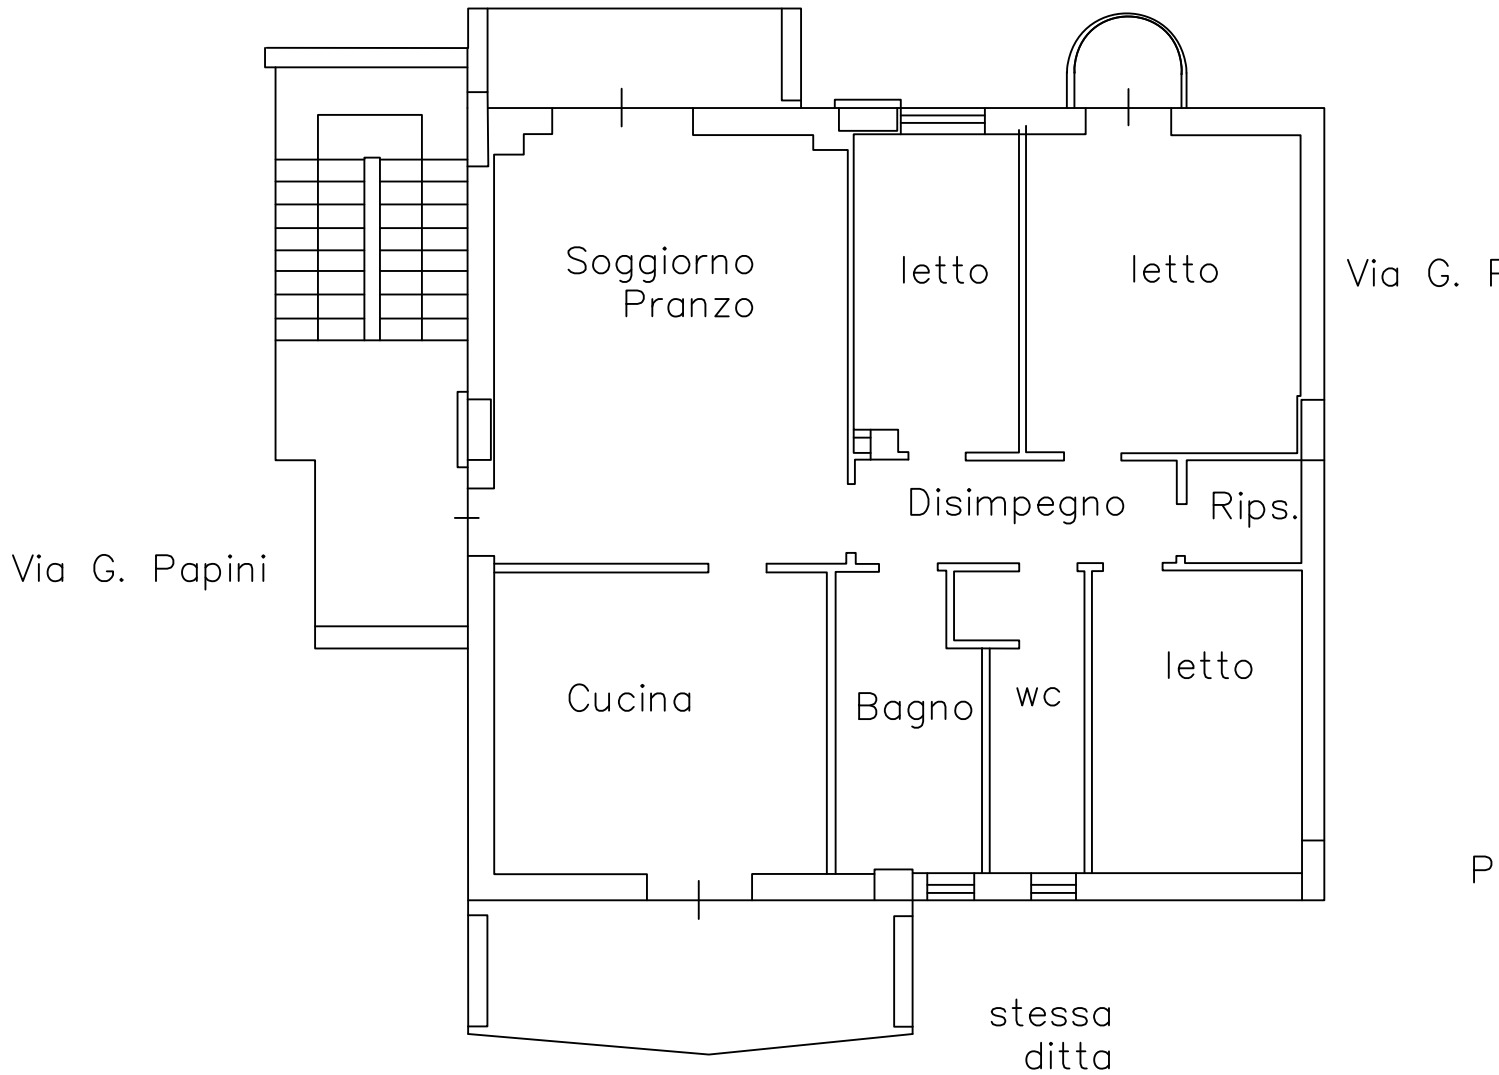 Soggiorno
Pranzo
letto
letto
Via G. P
Disimpegno
Rips.
Via G. Papini
Cucina
Bagno
wc
letto
P
stessa
ditta